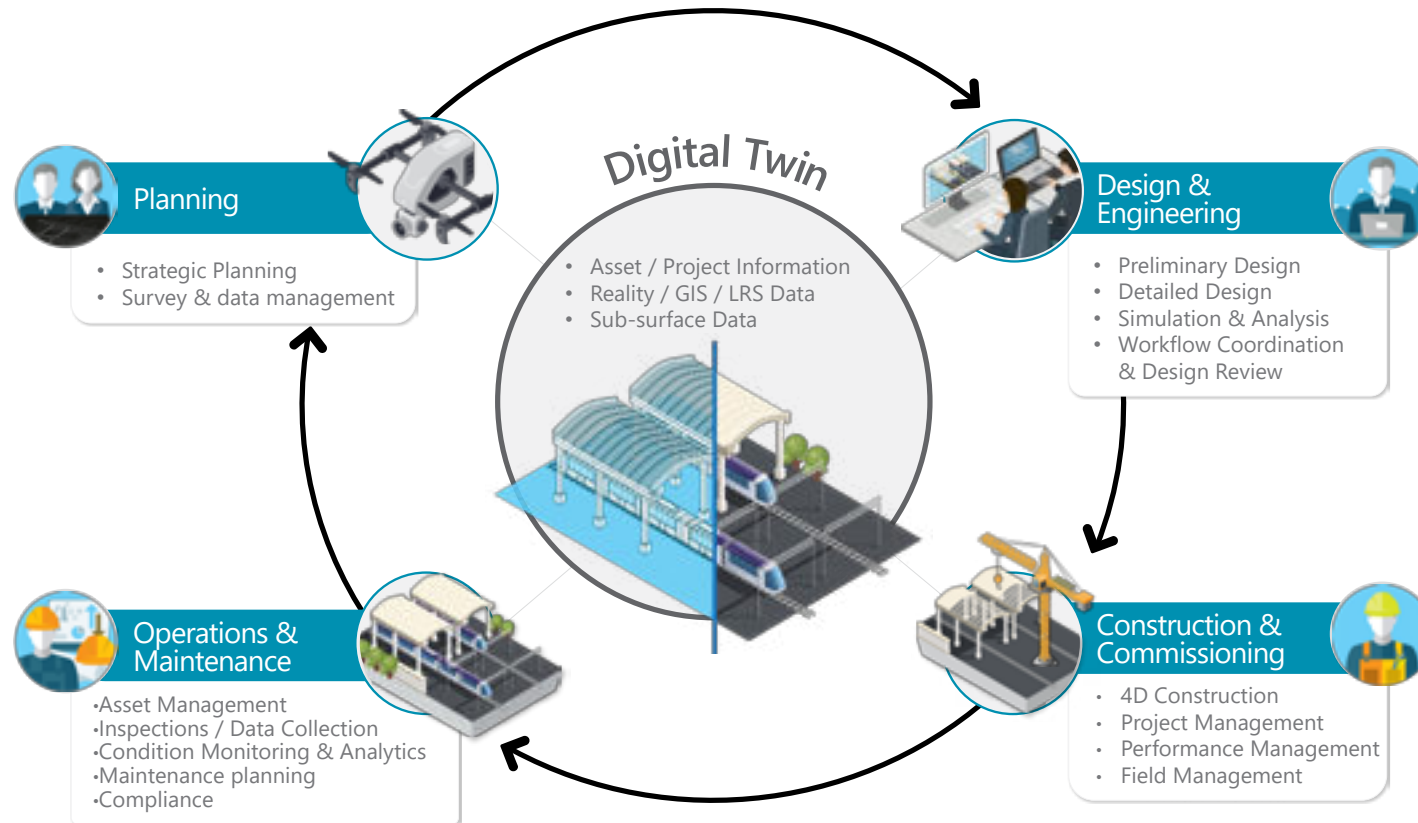 Digital Twin
• Asset / Project Information
• Reality / GIS / LRS Data
• Sub-surface Data
Planning
• Strategic Planning
• Survey & data management
Design &
Engineering
• Preliminary Design
• Detailed Design
• Simulation & Analysis
• Workflow Coordination
& Design Review
Construction &
Commissioning
• 4D Construction
• Project Management
• Performance Management
• Field Management
Operations &
Maintenance
•Asset Management
•Inspections / Data Collection
•Condition Monitoring & Analytics
•Maintenance planning
•Compliance